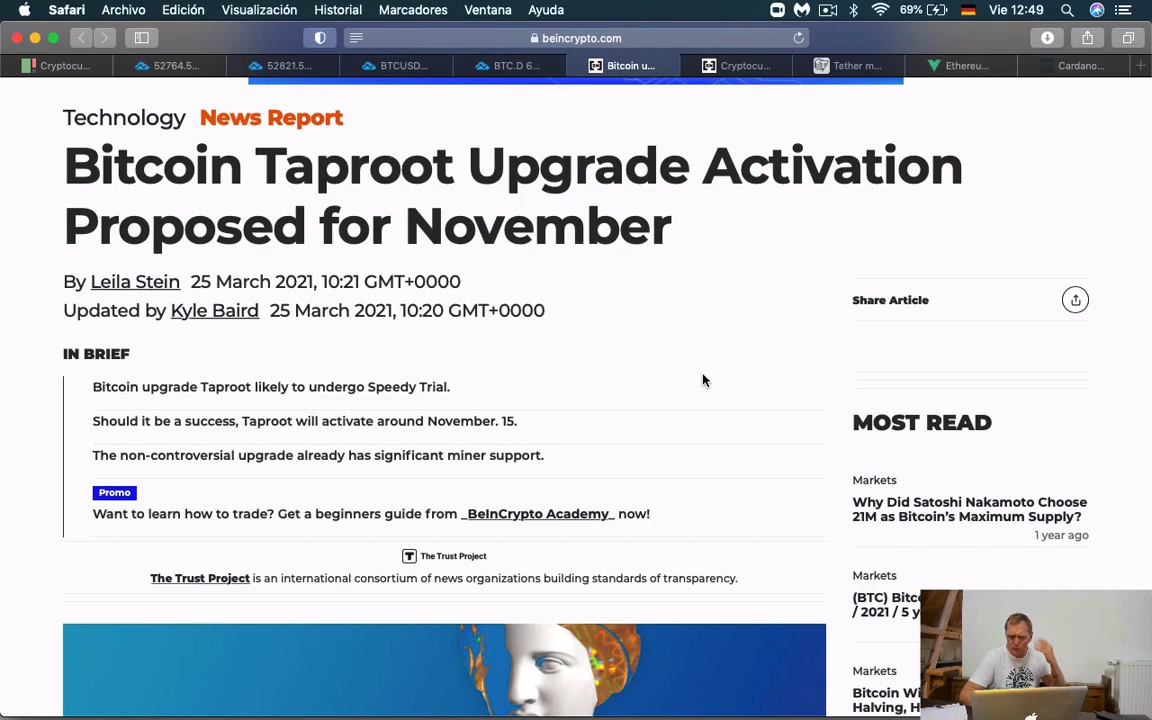 Safari Archivo Edición Visualización Historial Marcadores Ventana Ayuda 69% Vie 12:49
beincrypto.com
Cryptocu... 52764.5... 52821.5... BTCUSD... BTC.D 6... Bitcoin u... Cryptocu... Tether m... Ethereu... Cardano...
Technology News Report
Bitcoin Taproot Upgrade Activation
Proposed for November
By Leila Stein 25 March 2021, 10:21 GMT+0000
Updated by Kyle Baird 25 March 2021, 10:20 GMT+0000
Share Article
IN BRIEF
Bitcoin upgrade Taproot likely to undergo Speedy Trial.
Should it be a success, Taproot will activate around November. 15.
The non-controversial upgrade already has significant miner support.
Promo
Want to learn how to trade? Get a beginners guide from _BeInCrypto Academy_ now!
The Trust Project
The Trust Project is an international consortium of news organizations building standards of transparency.
MOST READ
Markets
Why Did Satoshi Nakamoto Choose
21M as Bitcoin's Maximum Supply?
1 year ago
Markets
(BTC) Bitc
/ 2021 / 5 y
Markets
Bitcoin Wi
Halving, H